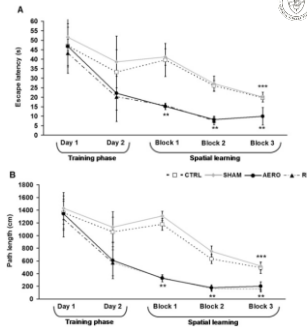 A
60
55
50
45
40
35
30
25
20
15
10
5
0
Escape latency (s)
***
** ** **
Day 1 Day 2 Block 1 Block 2 Block 3
Training phase Spatial learning
CTRL SHAM AERO R
B
1800
1600
1400
1200
1000
800
600
400
200
0
Path length (cm)
***
** ** **
Day 1 Day 2 Block 1 Block 2 Block 3
Training phase Spatial learning